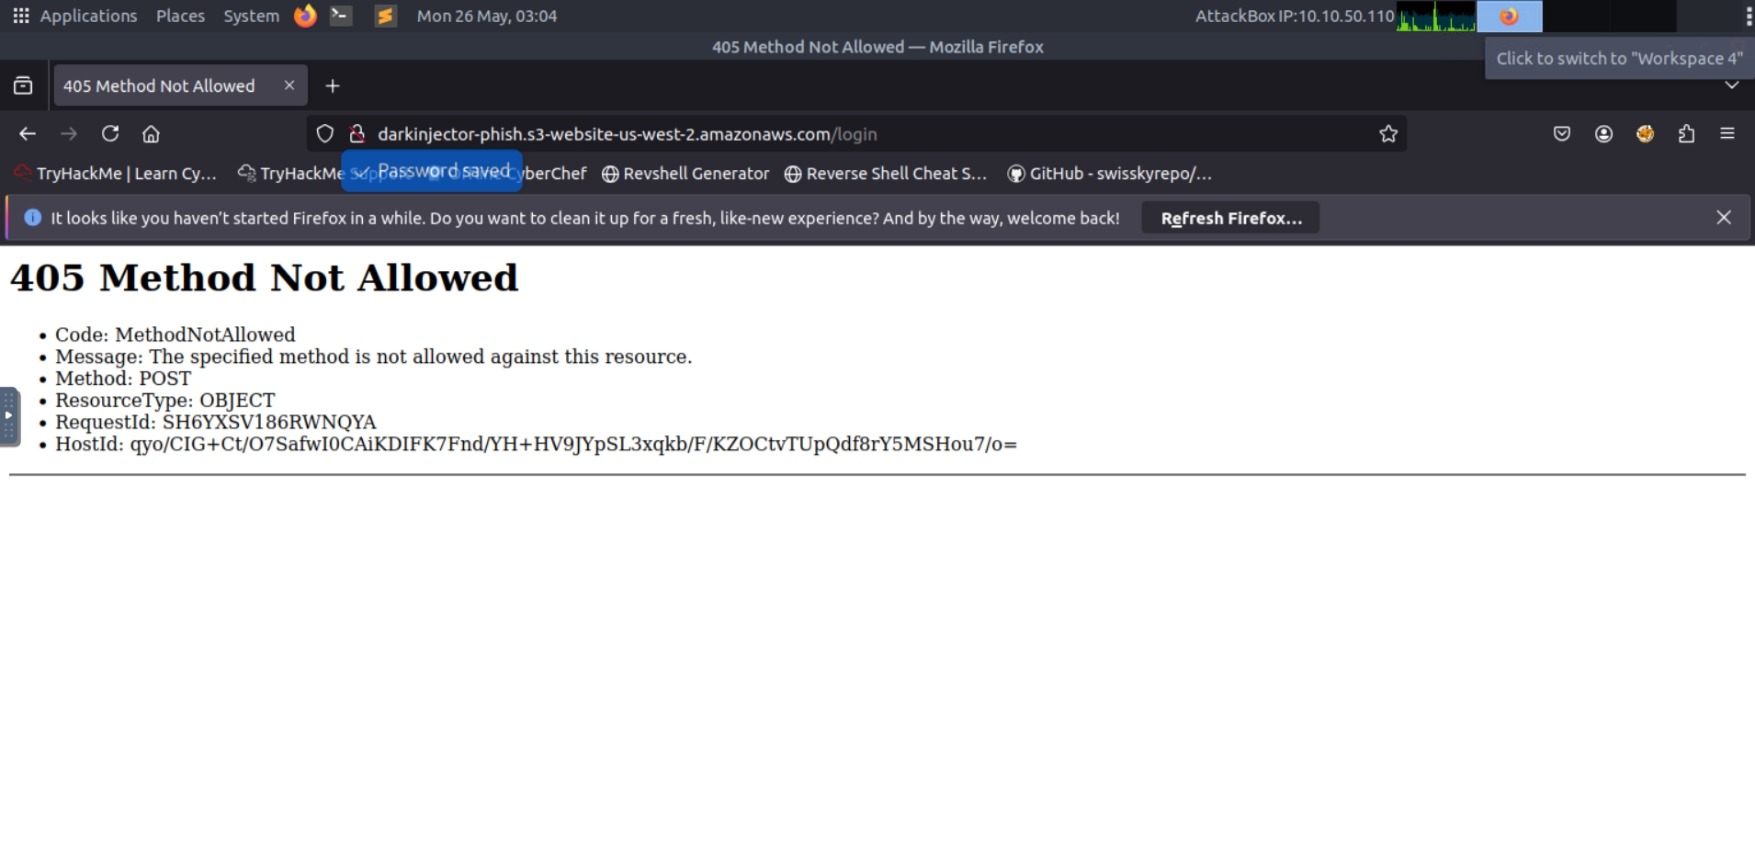 Applications Places System Mon 26 May, 03:04 AttackBox IP:10.10.50.110
405 Method Not Allowed — Mozilla Firefox
Click to switch to "Workspace 4"
405 Method Not Allowed
darkinjector-phish.s3-website-us-west-2.amazonaws.com/login
TryHackMe | Learn Cy... TryHackMe Password saved CyberChef Revshell Generator Reverse Shell Cheat S... GitHub - swisskyrepo/...
It looks like you haven't started Firefox in a while. Do you want to clean it up for a fresh, like-new experience? And by the way, welcome back! Refresh Firefox...
405 Method Not Allowed
• Code: MethodNotAllowed
• Message: The specified method is not allowed against this resource.
• Method: POST
• ResourceType: OBJECT
• RequestId: SH6YXSV186RWNQYA
• HostId: qyo/CIG+Ct/O7SafwI0CAiKDIFK7Fnd/YH+HV9JYpSL3xqkb/F/KZOCtvTUpQdf8rY5MSHou7/o=